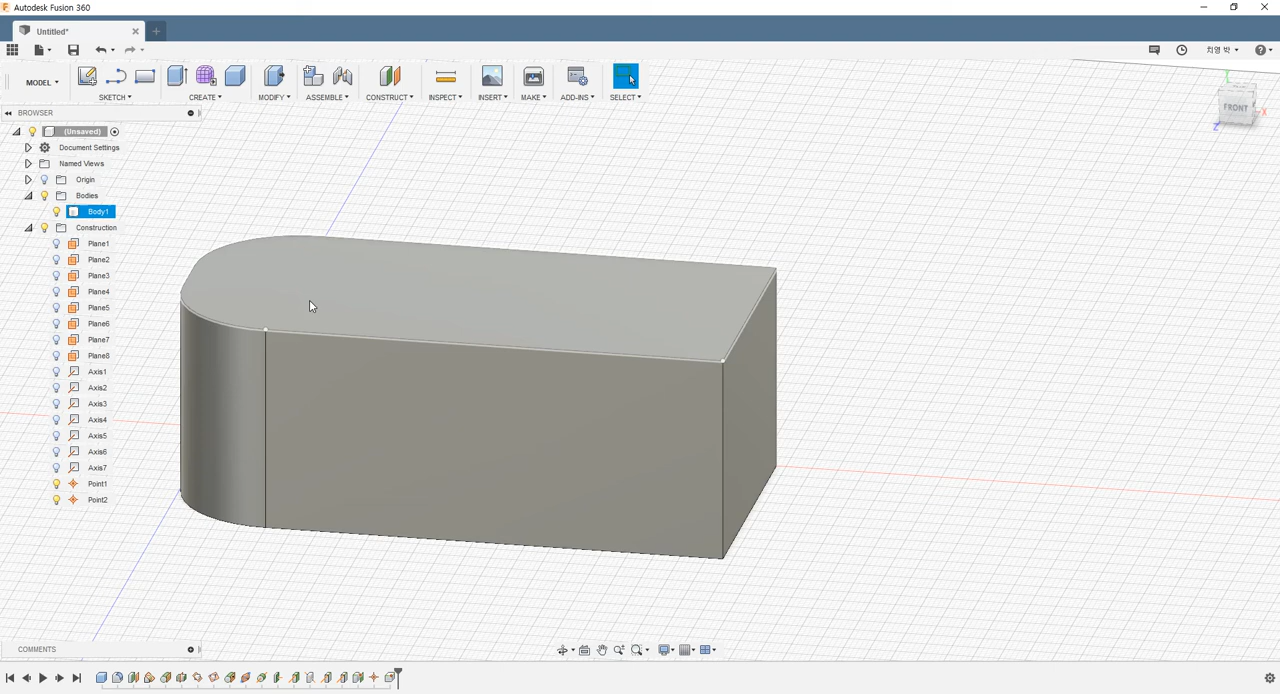 Autodesk Fusion 360
Untitled*
치영 박
MODEL
SKETCH
CREATE
MODIFY
ASSEMBLE
CONSTRUCT
INSPECT
INSERT
MAKE
ADD-INS
SELECT
BROWSER
(Unsaved)
Document Settings
Named Views
Origin
Bodies
Body1
Construction
Plane1
Plane2
Plane3
Plane4
Plane5
Plane6
Plane7
Plane8
Axis1
Axis2
Axis3
Axis4
Axis5
Axis6
Axis7
Point1
Point2
FRONT
X
Z
COMMENTS